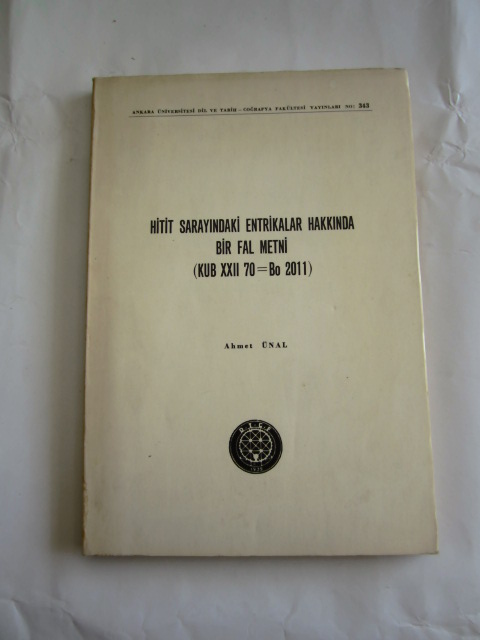 ANKARA ÜNİVERSİTESİ DİL VE TARİH - COĞRAFYA FAKÜLTESİ YAYINLARI NO: 343
HİTİT SARAYINDAKİ ENTRİKALAR HAKKINDA
BİR FAL METNİ
(KUB XXII 70=Bo 2011)
Ahmet ÜNAL